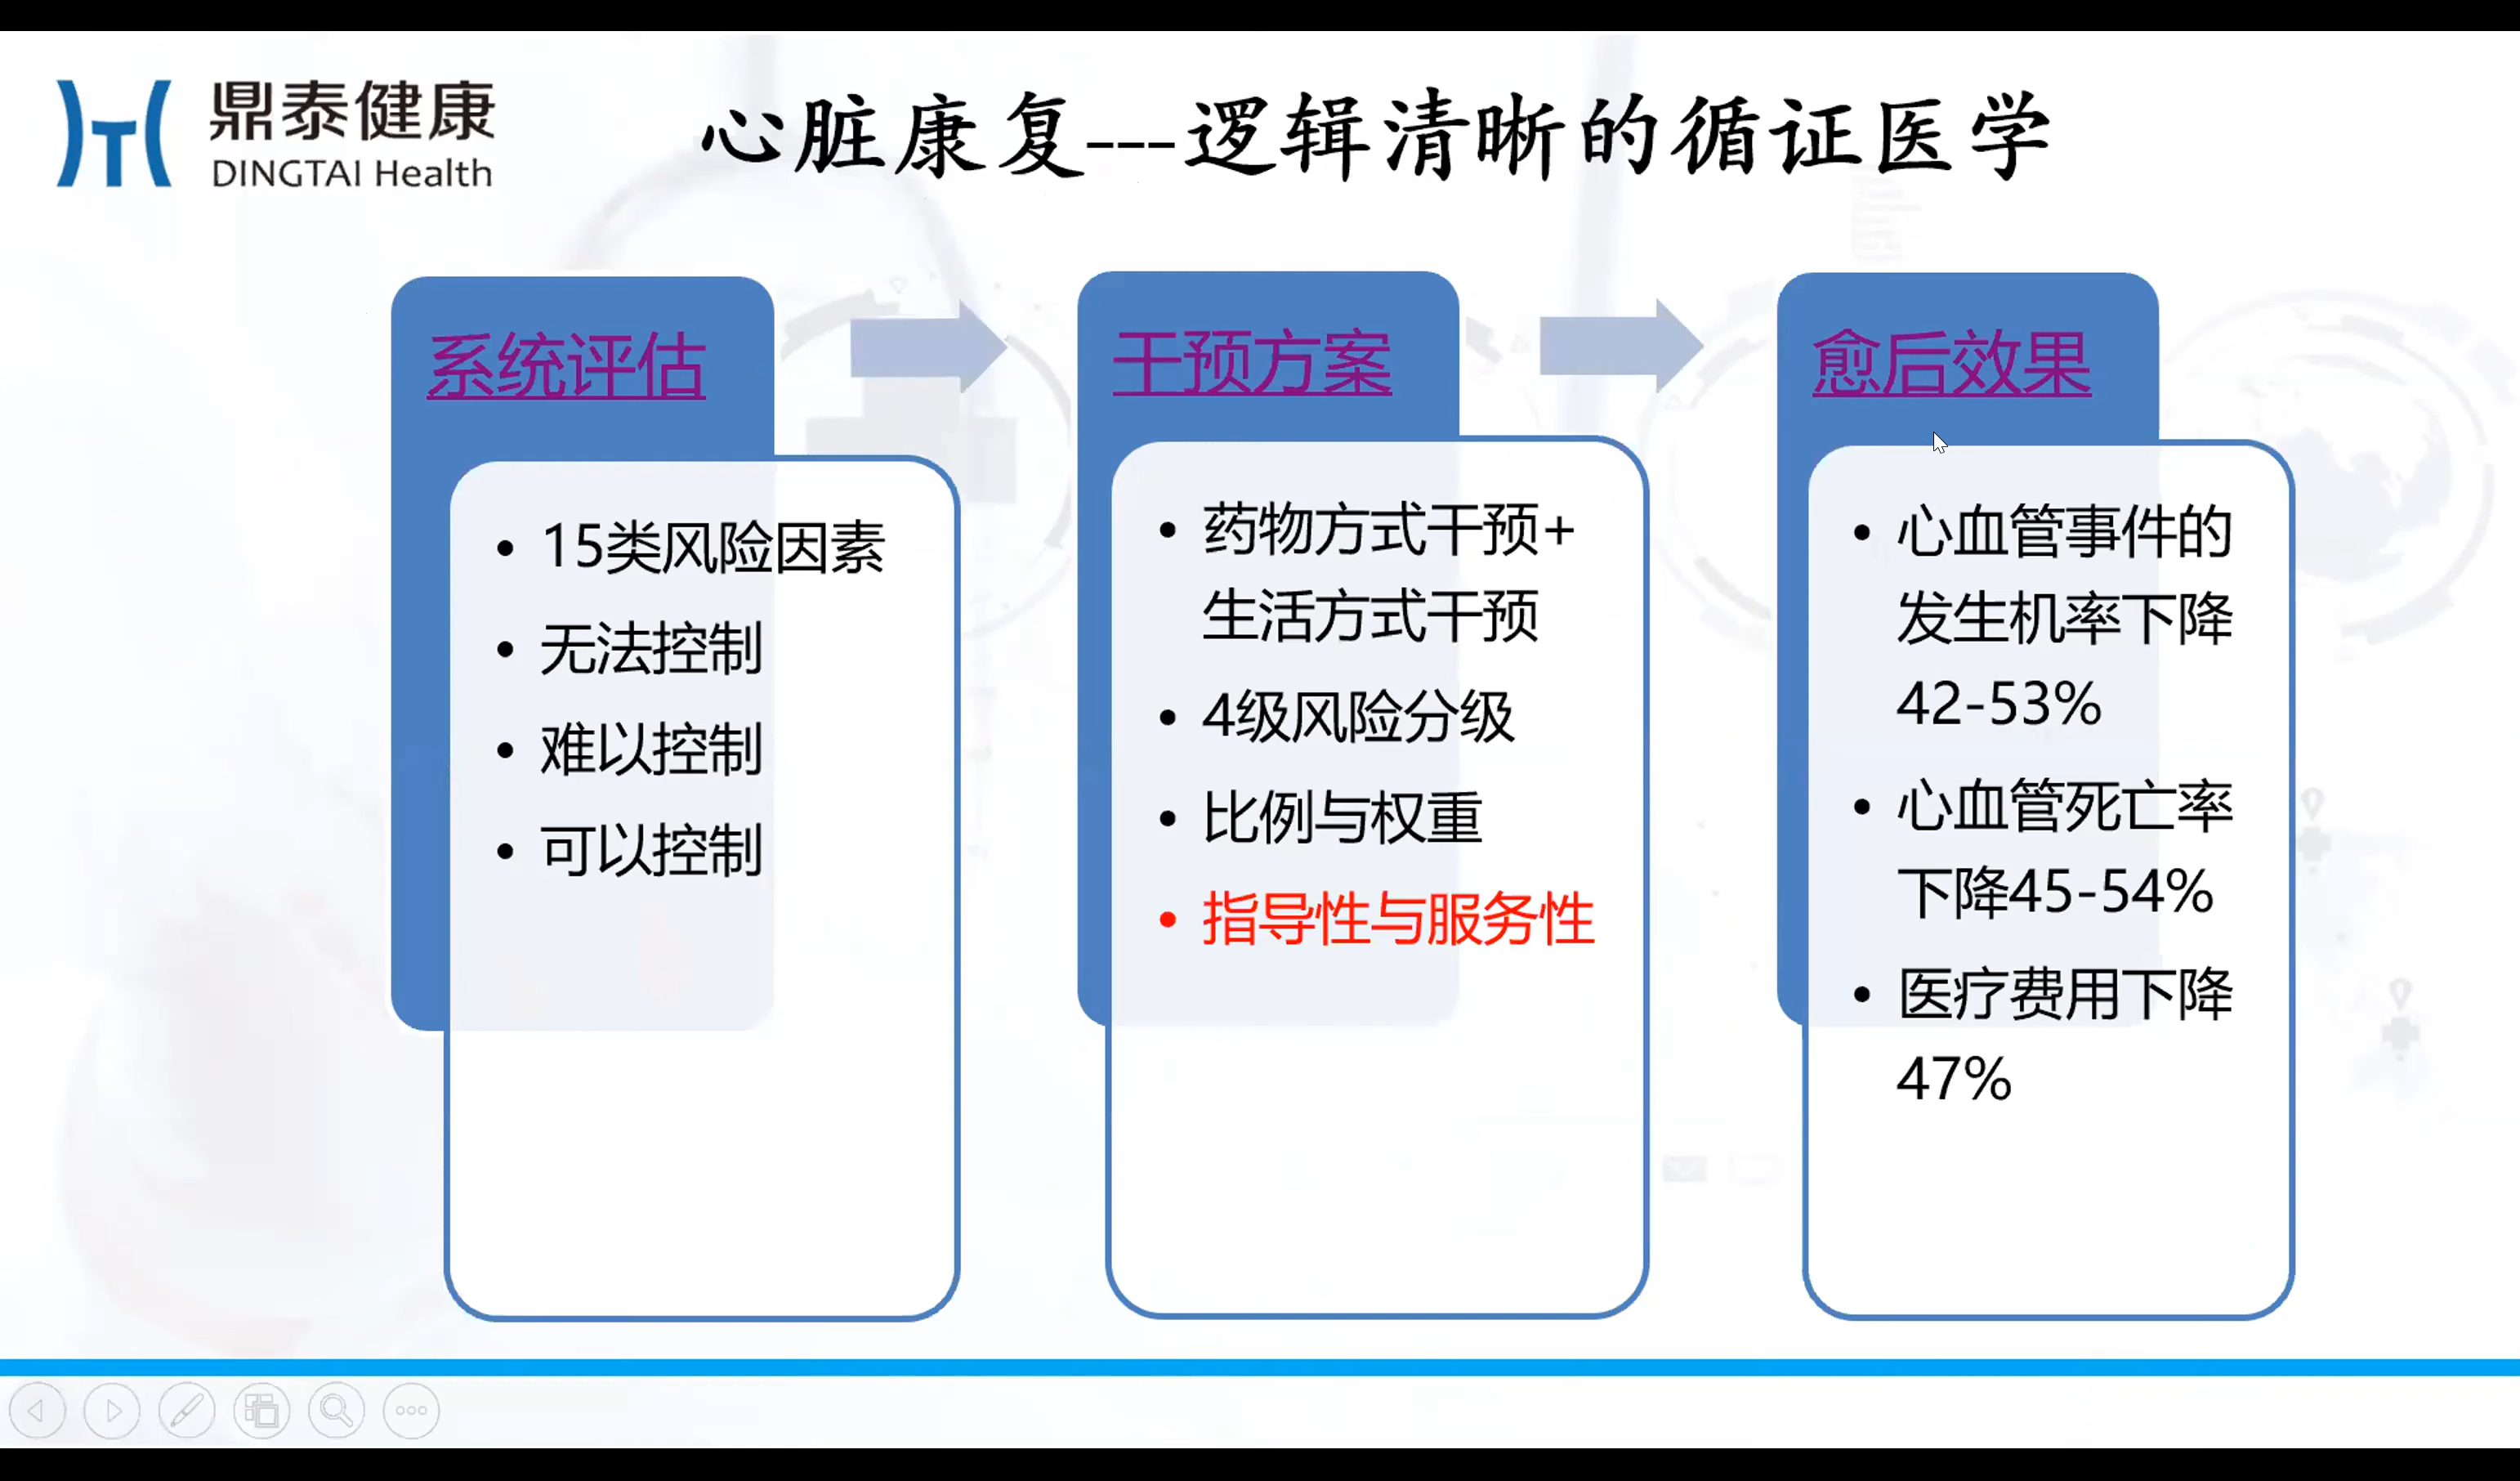 鼎泰健康
DINGTAI Health
心脏康复---逻辑清晰的循证医学
系统评估
• 15类风险因素
• 无法控制
• 难以控制
• 可以控制
干预方案
• 药物方式干预+
生活方式干预
• 4级风险分级
• 比例与权重
• 指导性与服务性
愈后效果
• 心血管事件的
发生机率下降
42-53%
• 心血管死亡率
下降45-54%
• 医疗费用下降
47%